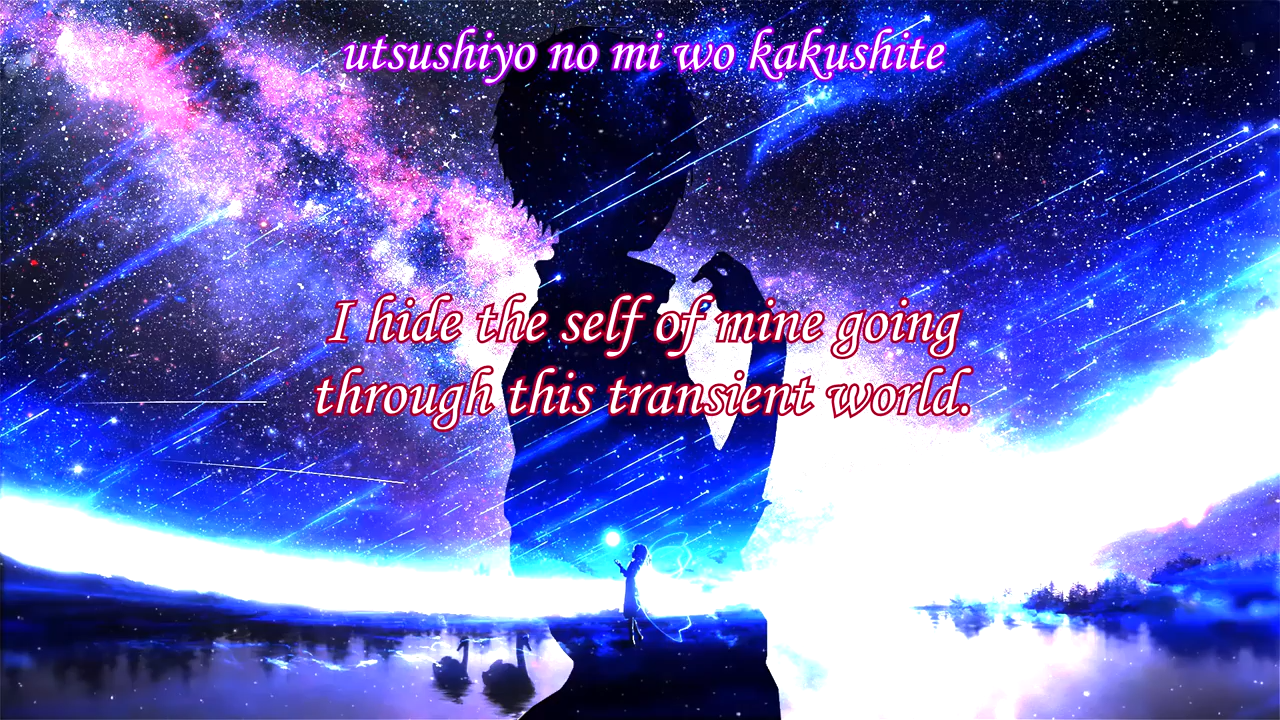 utsushiyo no mi wo kakushite
I hide the self of mine going
through this transient world.